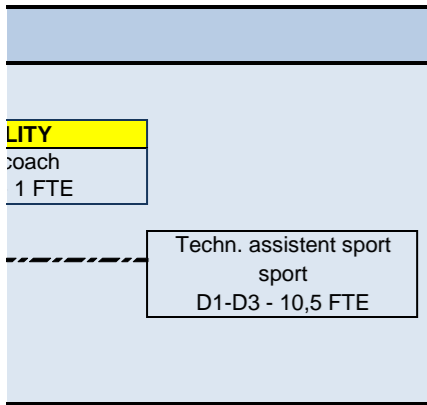 LITY
coach
1 FTE
Techn. assistent sport
sport
D1-D3 - 10,5 FTE